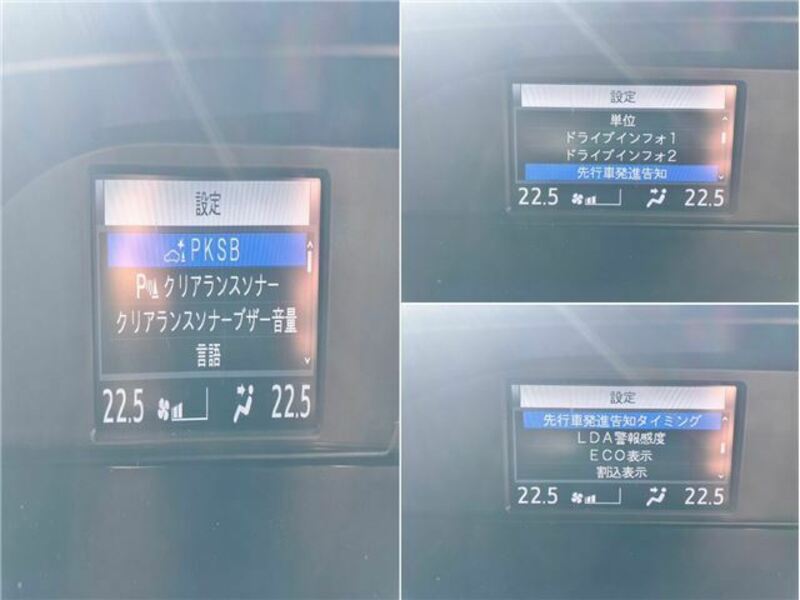 設定
PKSB
P クリアランスソナー
クリアランスソナーブザー音量
言語
22.5 22.5
設定
単位
ドライブインフォ1
ドライブインフォ2
先行車発進告知
22.5 22.5
設定
先行車発進告知タイミング
LDA警報感度
ECO表示
割込表示
22.5 22.5